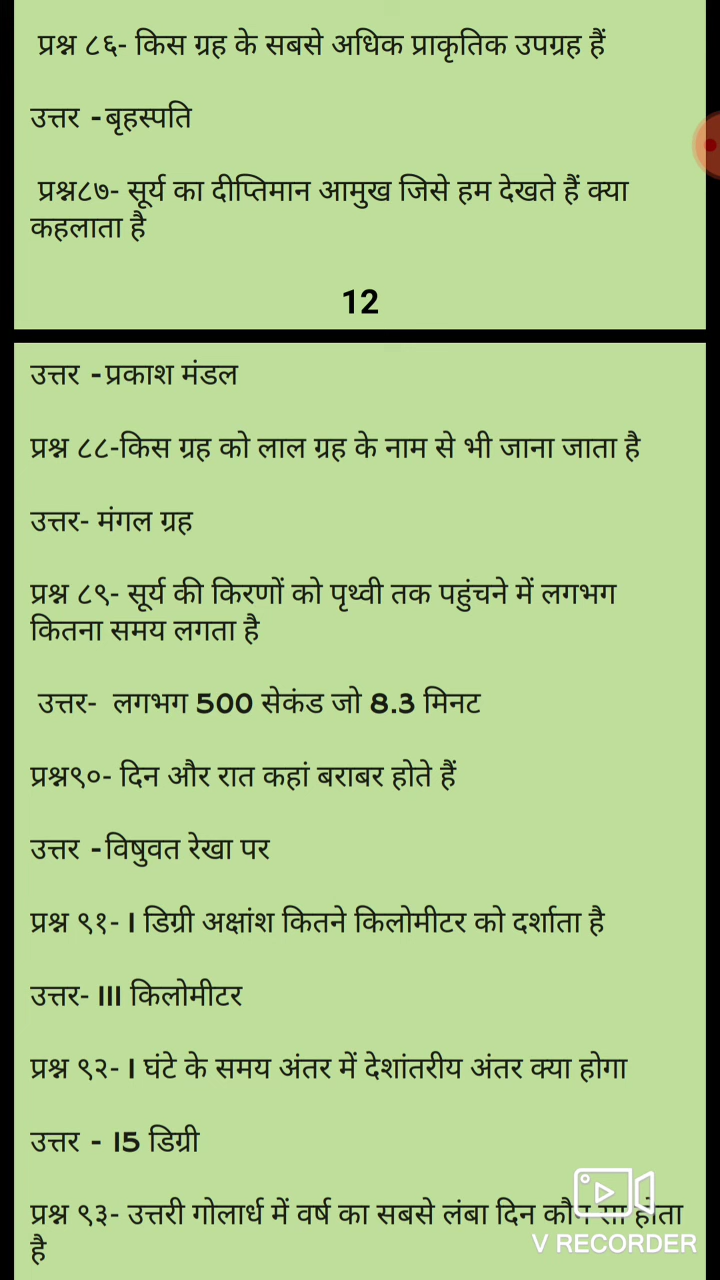 प्रश्न ८६- किस ग्रह के सबसे अधिक प्राकृतिक उपग्रह हैं
उत्तर -बृहस्पति
प्रश्न८७- सूर्य का दीप्तिमान आमुख जिसे हम देखते हैं क्या
कहलाता है
12
उत्तर -प्रकाश मंडल
प्रश्न ८८-किस ग्रह को लाल ग्रह के नाम से भी जाना जाता है
उत्तर- मंगल ग्रह
प्रश्न ८९- सूर्य की किरणों को पृथ्वी तक पहुंचने में लगभग
कितना समय लगता है
उत्तर- लगभग 500 सेकंड जो 8.3 मिनट
प्रश्न९०- दिन और रात कहां बराबर होते हैं
उत्तर -विषुवत रेखा पर
प्रश्न ९१- 1 डिग्री अक्षांश कितने किलोमीटर को दर्शाता है
उत्तर- 111 किलोमीटर
प्रश्न ९२- 1 घंटे के समय अंतर में देशांतरीय अंतर क्या होगा
उत्तर - 15 डिग्री
प्रश्न ९३- उत्तरी गोलार्ध में वर्ष का सबसे लंबा दिन कौन सा होता
है
V RECORDER